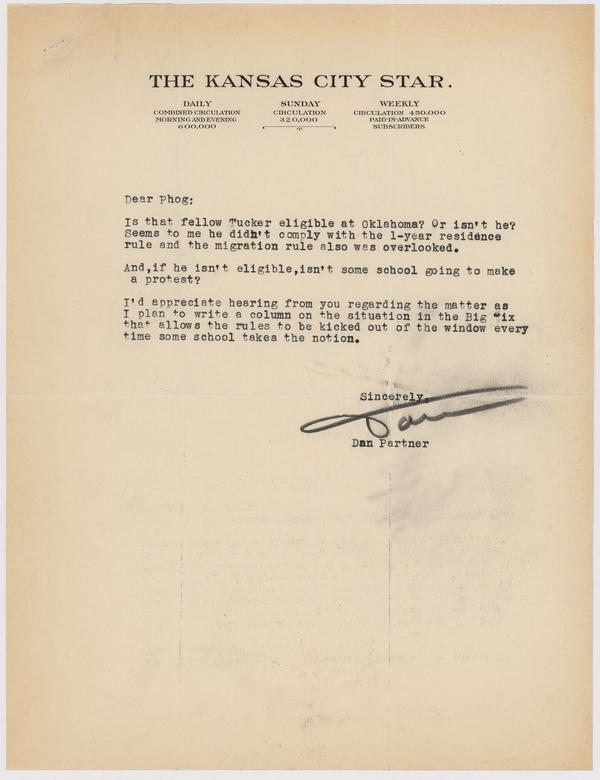 THE KANSAS CITY STAR.
DAILY
COMBINED CIRCULATION
MORNING AND EVENING
600,000
SUNDAY
CIRCULATION
320,000
WEEKLY
CIRCULATION 450,000
PAID-IN-ADVANCE
SUBSCRIBERS
Dear Phog:
Is that fellow Tucker eligible at Oklahoma? Or isn't he?
Seems to me he didn't comply with the 1-year residence
rule and the migration rule also was overlooked.
And,if he isn't eligible,isn't some school going to make
a protest?
I'd appreciate hearing from you regarding the matter as
I plan to write a column on the situation in the Big Six
that allows the rules to be kicked out of the window every
time some school takes the notion.
Sincerely,
Dan
Dan Partner